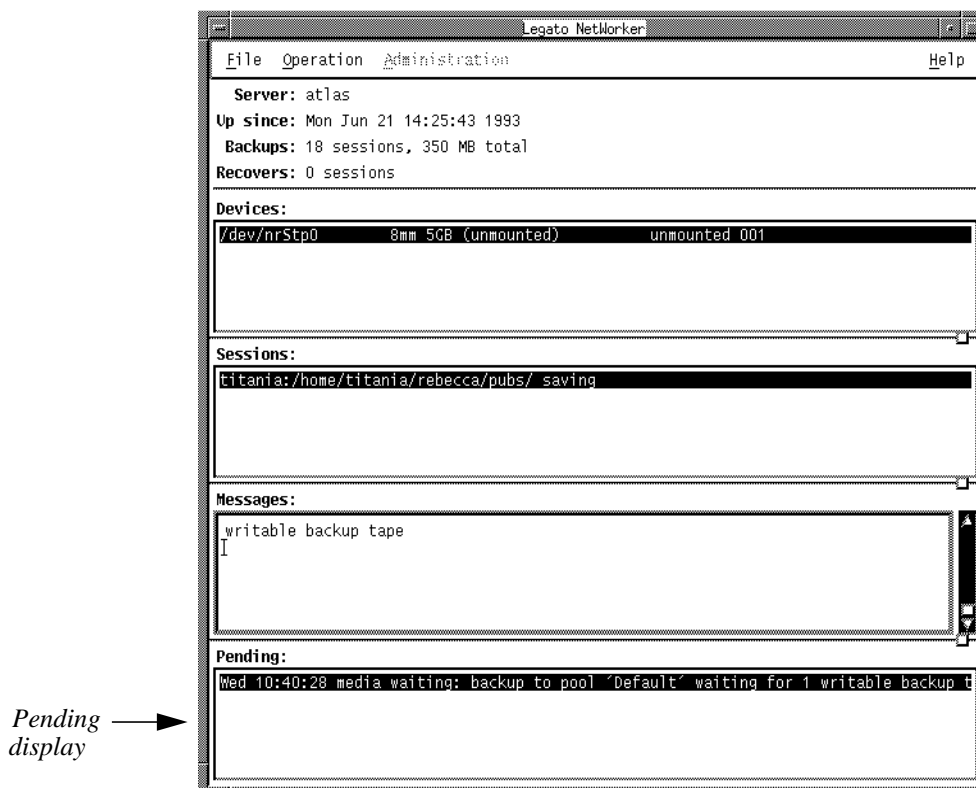 Legato NetWorker
File Operation Administration Help
Server: atlas
Up since: Mon Jun 21 14:25:43 1993
Backups: 18 sessions, 350 MB total
Recovers: 0 sessions
Devices:
/dev/nrStp0 8mm 5GB (unmounted) unmounted 001
Sessions:
titania:/home/titania/rebecca/pubs/ saving
Messages:
writable backup tape
Pending:
Wed 10:40:28 media waiting: backup to pool ´Default´ waiting for 1 writable backup t
Pending
display